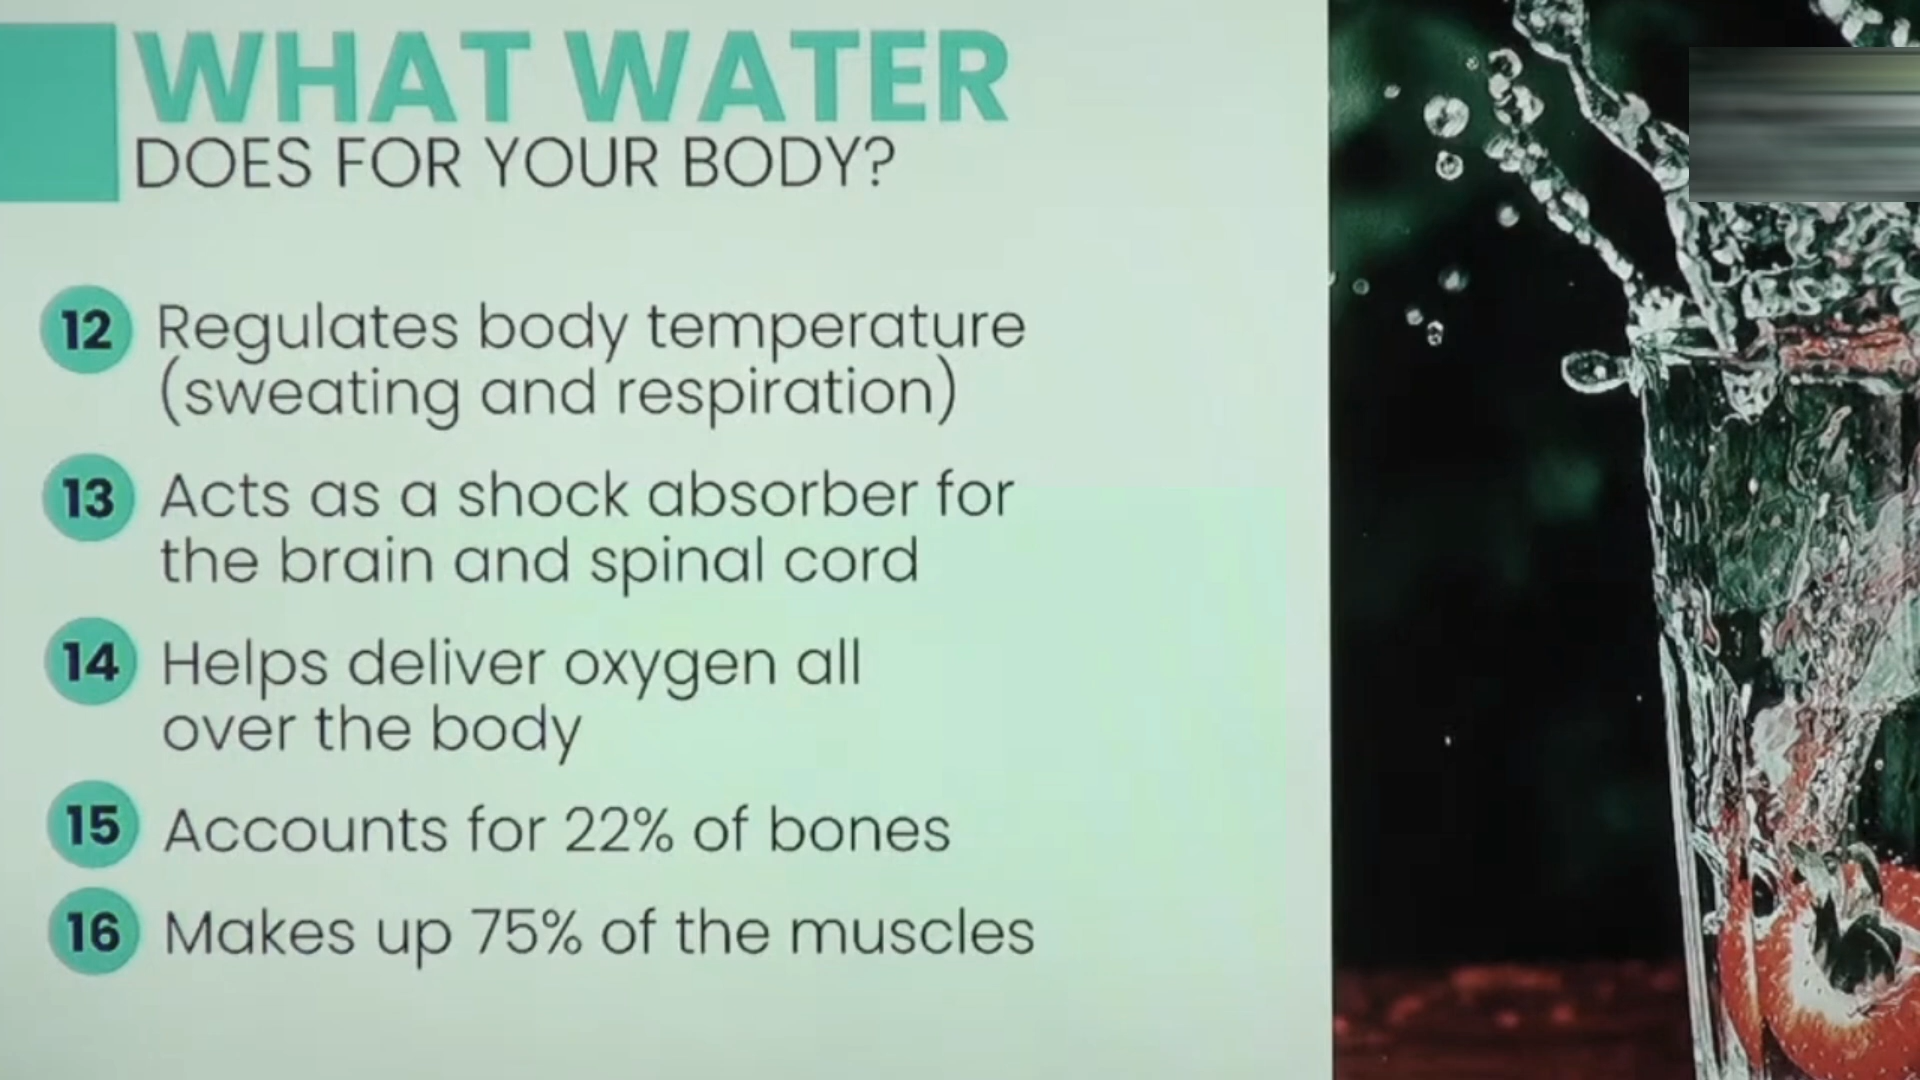 WHAT WATER
DOES FOR YOUR BODY?
12 Regulates body temperature
(sweating and respiration)
13 Acts as a shock absorber for
the brain and spinal cord
14 Helps deliver oxygen all
over the body
15 Accounts for 22% of bones
16 Makes up 75% of the muscles